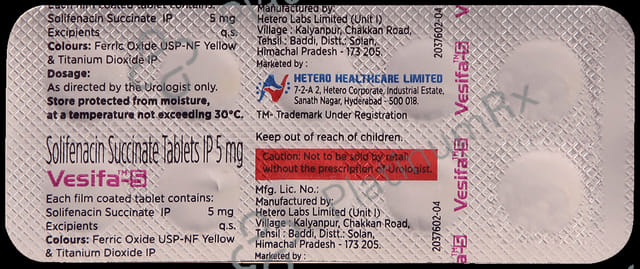 Each film coated tablet contains:
Solifenacin Succinate IP 5 mg
Excipients q.s.
Colours: Ferric Oxide USP-NF Yellow
& Titanium Dioxide IP
Dosage:
As directed by the Urologist only.
Store protected from moisture,
at a temperature not exceeding 30°C.
Solifenacin Succinate Tablets IP 5 mg
Vesifa™-5
Each film coated tablet contains:
Solifenacin Succinate IP 5 mg
Excipients q.s.
Colours: Ferric Oxide USP-NF Yellow
& Titanium Dioxide IP
Manufactured by:
Hetero Labs Limited (Unit I)
Village : Kalyanpur, Chakkan Road,
Tehsil : Baddi, Distt.: Solan,
Himachal Pradesh - 173 205.
Marketed by :
HETERO HEALTHCARE LIMITED
7-2-A 2, Hetero Corporate, Industrial Estate,
Sanath Nagar, Hyderabad - 500 018.
TM- Trademark Under Registration
Keep out of reach of children.
Caution: Not to be sold by retail
without the prescription of Urologist.
Mfg. Lic. No.:
Manufactured by:
Hetero Labs Limited (Unit I)
Village : Kalyanpur, Chakkan Road,
Tehsil : Baddi, Distt.: Solan,
Himachal Pradesh - 173 205.
Marketed by :
2037602-04
2037602-04
Vesifa™-5
Vesifa™-5
PlatinumRx